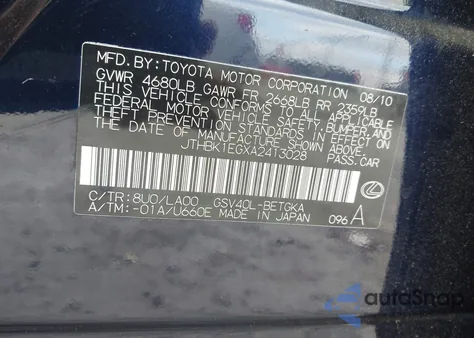 MFD. BY: TOYOTA MOTOR CORPORATION 08/10
GVWR 4680LB GAWR FR 2668LB RR 2359LB
THIS VEHICLE CONFORMS TO ALL APPLICABLE
FEDERAL MOTOR VEHICLE SAFETY, BUMPER, AND
THEFT PREVENTION STANDARDS IN EFFECT ON
THE DATE OF MANUFACTURE SHOWN ABOVE.
JTHBK1EGXA2413028 PASS. CAR
C/TR: 8U0/LA00 GSV40L-BETGKA
A/TM: -01A/U660E MADE IN JAPAN 096 A
autoSnap